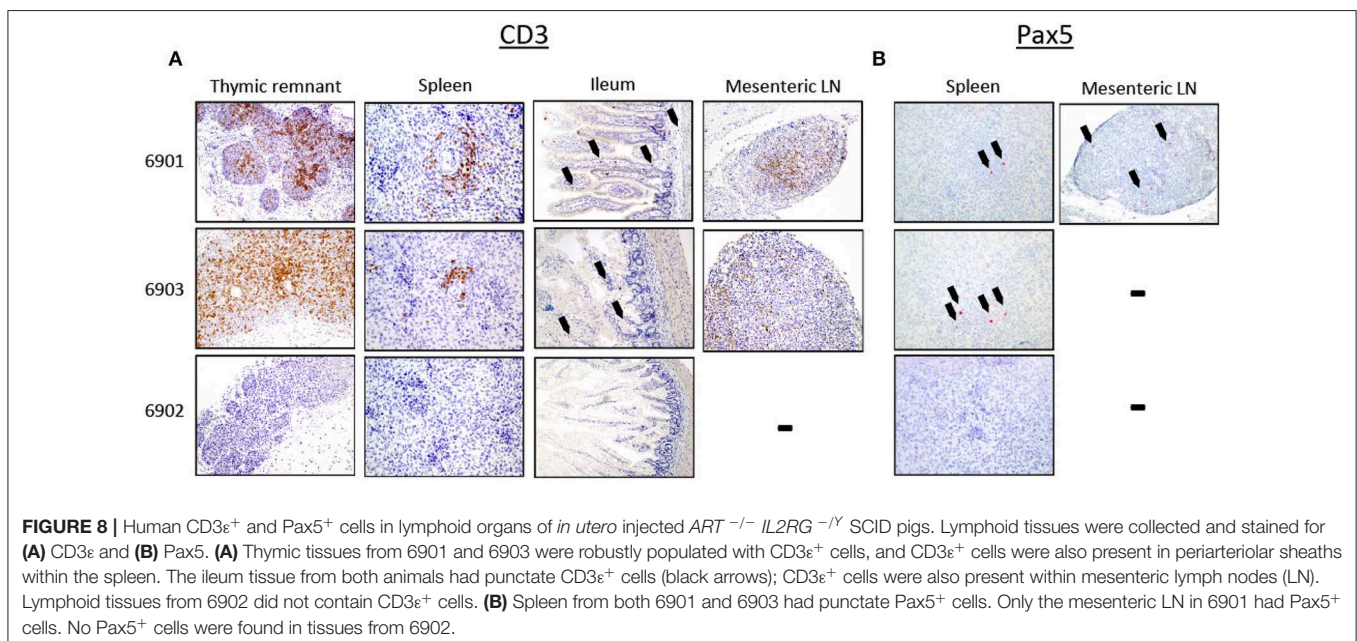 CD3
Pax5
A
B
Thymic remnant
Spleen
Ileum
Mesenteric LN
Spleen
Mesenteric LN
6901
6903
-
6902
-
-
FIGURE 8 | Human CD3ε⁺ and Pax5⁺ cells in lymphoid organs of in utero injected ART ⁻/⁻ IL2RG ⁻/Y SCID pigs. Lymphoid tissues were collected and stained for
(A) CD3ε and (B) Pax5. (A) Thymic tissues from 6901 and 6903 were robustly populated with CD3ε⁺ cells, and CD3ε⁺ cells were also present in periarteriolar sheaths
within the spleen. The ileum tissue from both animals had punctate CD3ε⁺ cells (black arrows); CD3ε⁺ cells were also present within mesenteric lymph nodes (LN).
Lymphoid tissues from 6902 did not contain CD3ε⁺ cells. (B) Spleen from both 6901 and 6903 had punctate Pax5⁺ cells. Only the mesenteric LN in 6901 had Pax5⁺
cells. No Pax5⁺ cells were found in tissues from 6902.